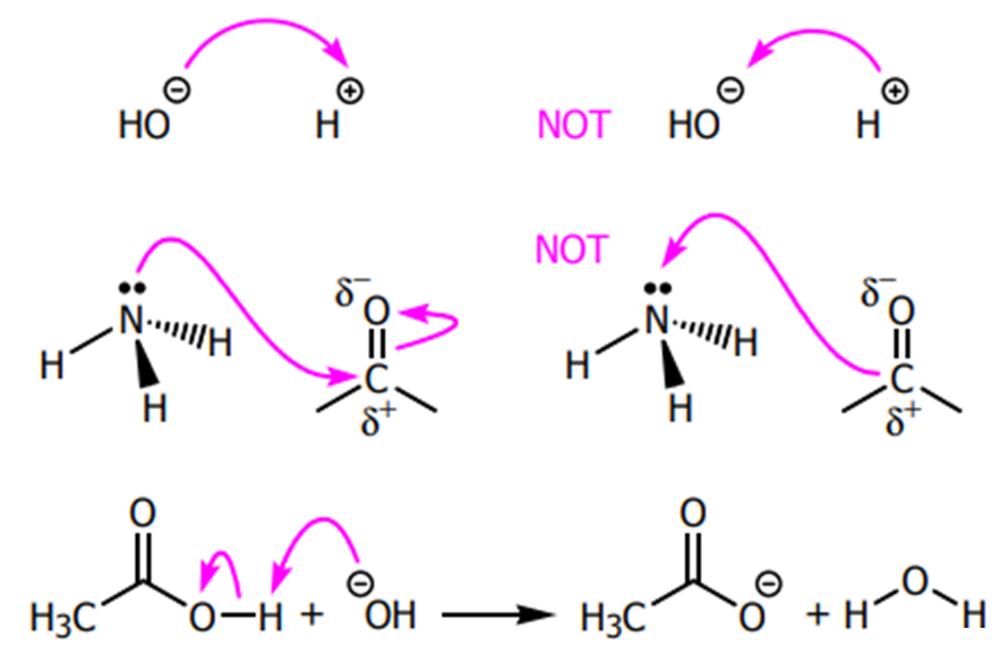 HO⊖ H⊕ NOT HO⊖ H⊕
NOT
δ⁻ δ⁻
O O
N H N H
H C H C
H δ⁺ H δ⁺
O O
H₃C O H + ⊖OH H₃C O⊖ + H O H